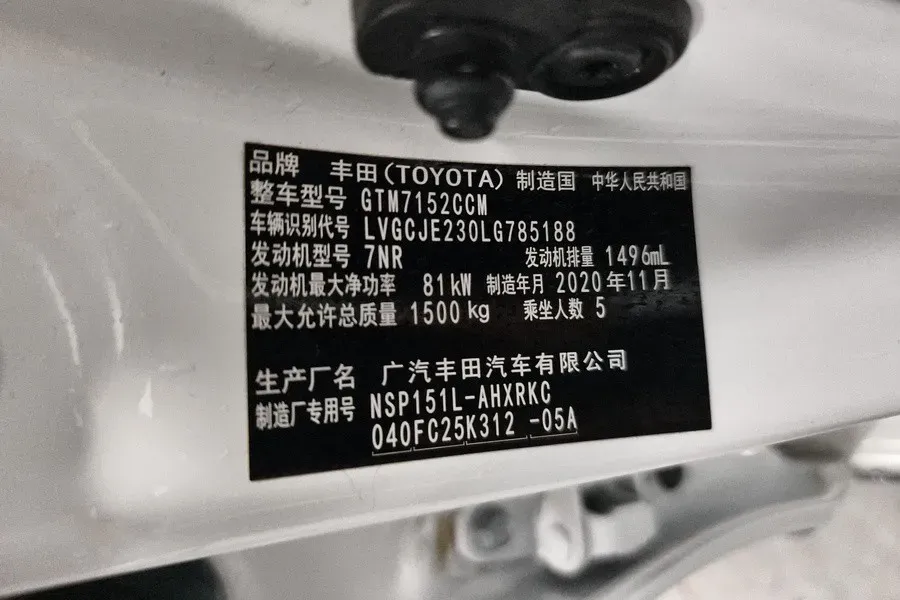 品牌 丰田(TOYOTA) 制造国 中华人民共和国
整车型号 GTM7152CCM
车辆识别代号 LVGCJE230LG785188
发动机型号 7NR 发动机排量 1496mL
发动机最大净功率 81kW 制造年月 2020年11月
最大允许总质量 1500kg 乘坐人数 5
生产厂名 广汽丰田汽车有限公司
制造厂专用号 NSP151L-AHXRKC
040FC25K312 -05A